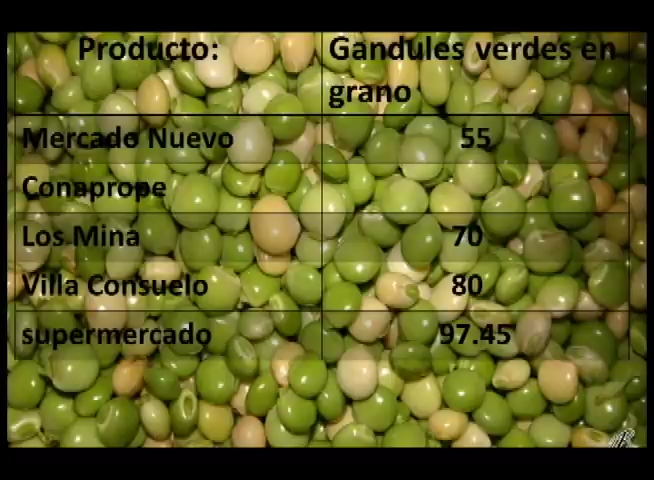 Producto: Gandules verdes en
grano
Mercado Nuevo 55
Conaprope
Los Mina 70
Villa Consuelo 80
supermercado 97.45